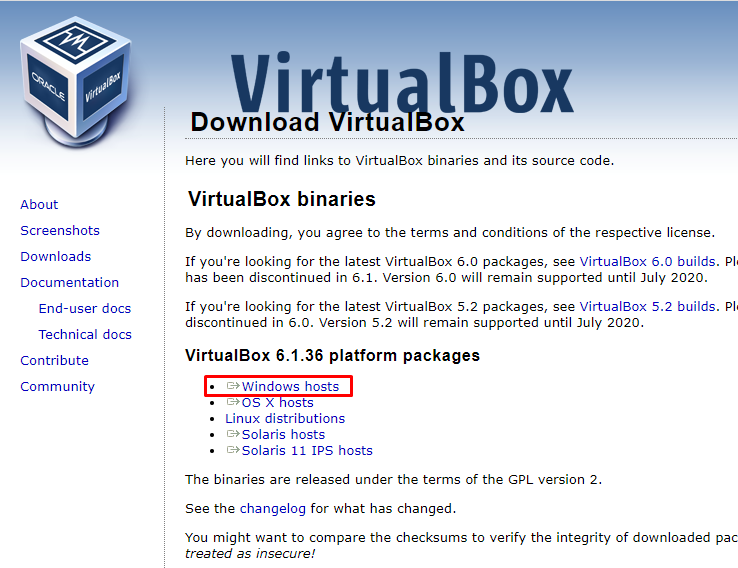 ORACLE
VirtualBox
VirtualBox
Download VirtualBox
Here you will find links to VirtualBox binaries and its source code.
About
Screenshots
Downloads
Documentation
End-user docs
Technical docs
Contribute
Community
VirtualBox binaries
By downloading, you agree to the terms and conditions of the respective license.
If you're looking for the latest VirtualBox 6.0 packages, see VirtualBox 6.0 builds. Pl
has been discontinued in 6.1. Version 6.0 will remain supported until July 2020.
If you're looking for the latest VirtualBox 5.2 packages, see VirtualBox 5.2 builds. Pl
discontinued in 6.0. Version 5.2 will remain supported until July 2020.
VirtualBox 6.1.36 platform packages
Windows hosts
OS X hosts
Linux distributions
Solaris hosts
Solaris 11 IPS hosts
The binaries are released under the terms of the GPL version 2.
See the changelog for what has changed.
You might want to compare the checksums to verify the integrity of downloaded pac
treated as insecure!